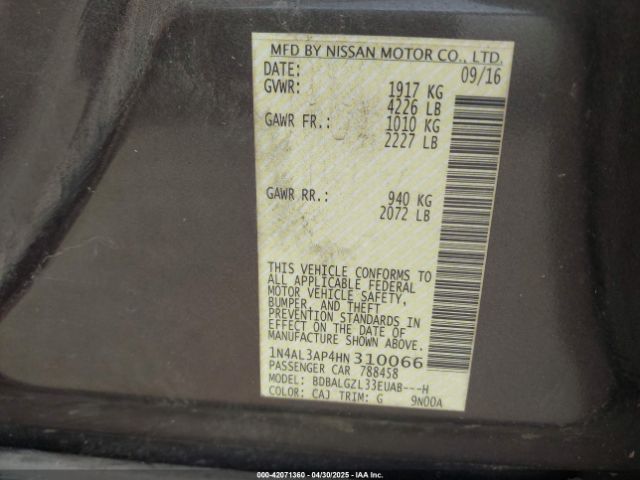 MFD BY NISSAN MOTOR CO., LTD.
DATE: 09/16
GVWR: 1917 KG
4226 LB
GAWR FR.: 1010 KG
2227 LB
GAWR RR.: 940 KG
2072 LB
THIS VEHICLE CONFORMS TO
ALL APPLICABLE FEDERAL
MOTOR VEHICLE SAFETY,
BUMPER, AND THEFT
PREVENTION STANDARDS IN
EFFECT ON THE DATE OF
MANUFACTURE SHOWN ABOVE.
1N4AL3AP4HN310066
PASSENGER CAR 788458
MODEL: BDBALGZL33EUAB---H
COLOR: CAJ TRIM: G 9N00A
000-42071360 - 04/30/2025 - IAA Inc.